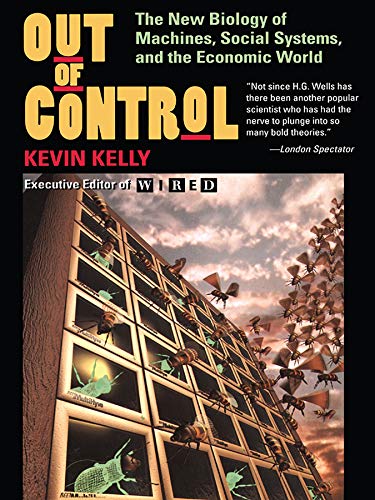 OUT
OF
CONTROL
The New Biology of
Machines, Social Systems,
and the Economic World
“Not since H.G. Wells has
there been another popular
scientist who has had the
nerve to plunge into so
many bold theories.”
—London Spectator
KEVIN KELLY
Executive Editor of WIRED